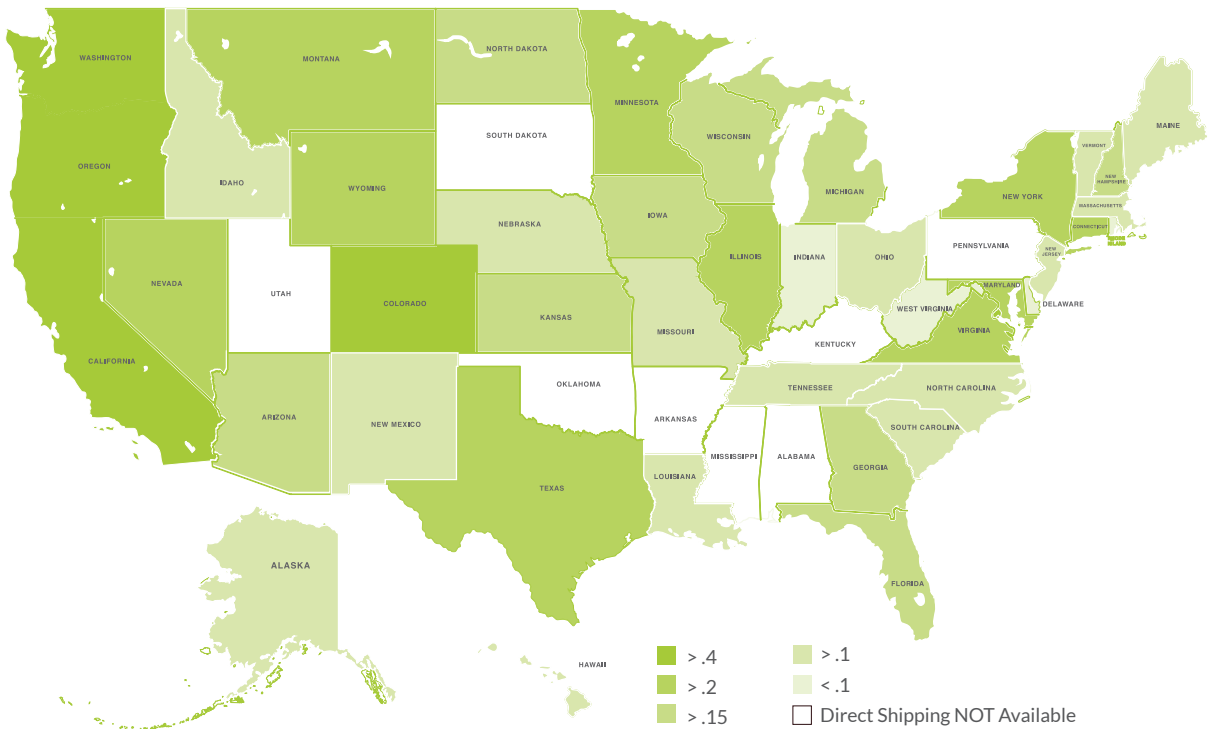 WASHINGTON
MONTANA
NORTH DAKOTA
MINNESOTA
SOUTH DAKOTA
WISCONSIN
MICHIGAN
MAINE
VERMONT
NEW
HAMPSHIRE
MASSACHUSETTS
OREGON
IDAHO
WYOMING
NEBRASKA
IOWA
NEW YORK
CONNECTICUT
RHODE
ISLAND
PENNSYLVANIA
NEW
JERSEY
NEVADA
UTAH
COLORADO
KANSAS
ILLINOIS
INDIANA
OHIO
MARYLAND
DELAWARE
WEST VIRGINIA
VIRGINIA
MISSOURI
KENTUCKY
CALIFORNIA
ARIZONA
NEW MEXICO
OKLAHOMA
ARKANSAS
TENNESSEE
NORTH CAROLINA
SOUTH CAROLINA
MISSISSIPPI
ALABAMA
GEORGIA
TEXAS
LOUISIANA
FLORIDA
ALASKA
HAWAII
> .4
> .2
> .15
> .1
< .1
Direct Shipping NOT Available